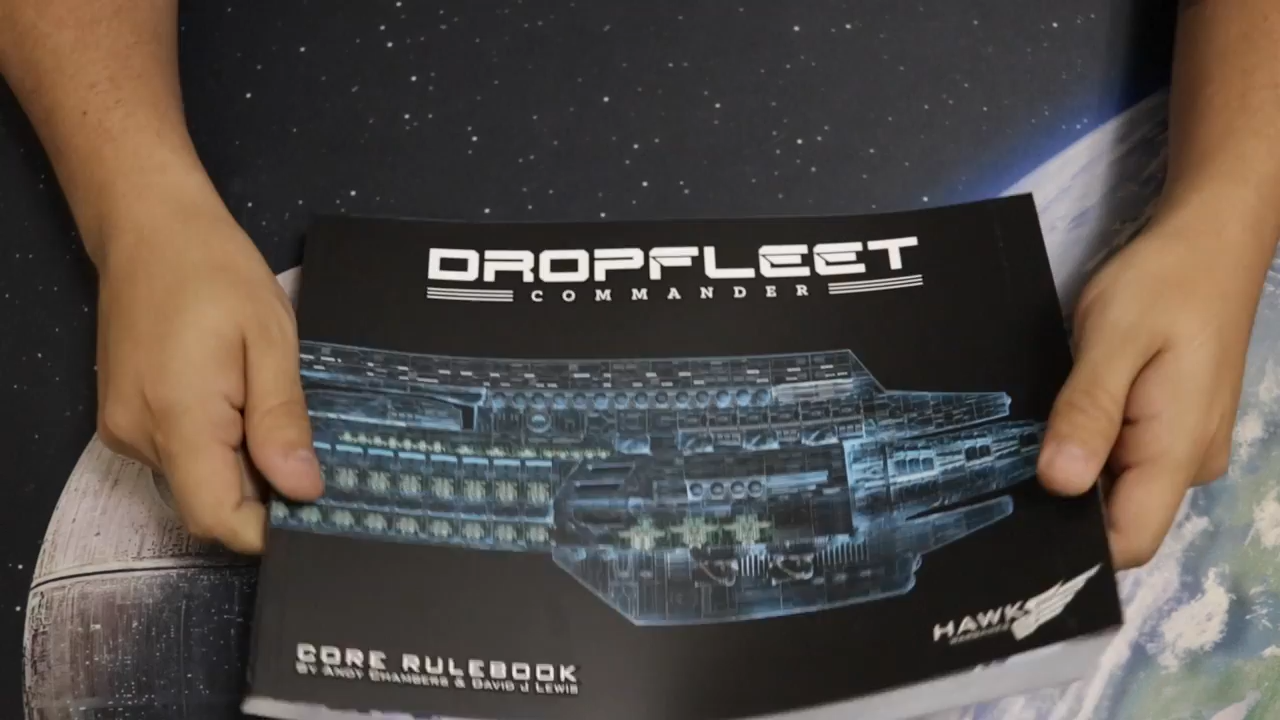 DROPFLEET
COMMANDER
HAWK
CORE RULEBOOK
BY ANDY CHAMBERS & DAVID J LEWIS